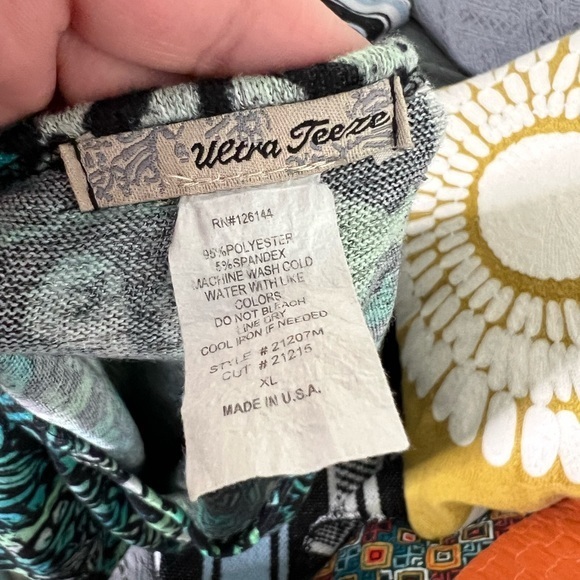 Ultra Teeze
RN#126144
95%POLYESTER
5%SPANDEX
MACHINE WASH COLD
WATER WITH LIKE
COLORS.
DO NOT BLEACH
LINE DRY
COOL IRON IF NEEDED
STYLE # 21207M
CUT # 21215
XL
MADE IN U.S.A.